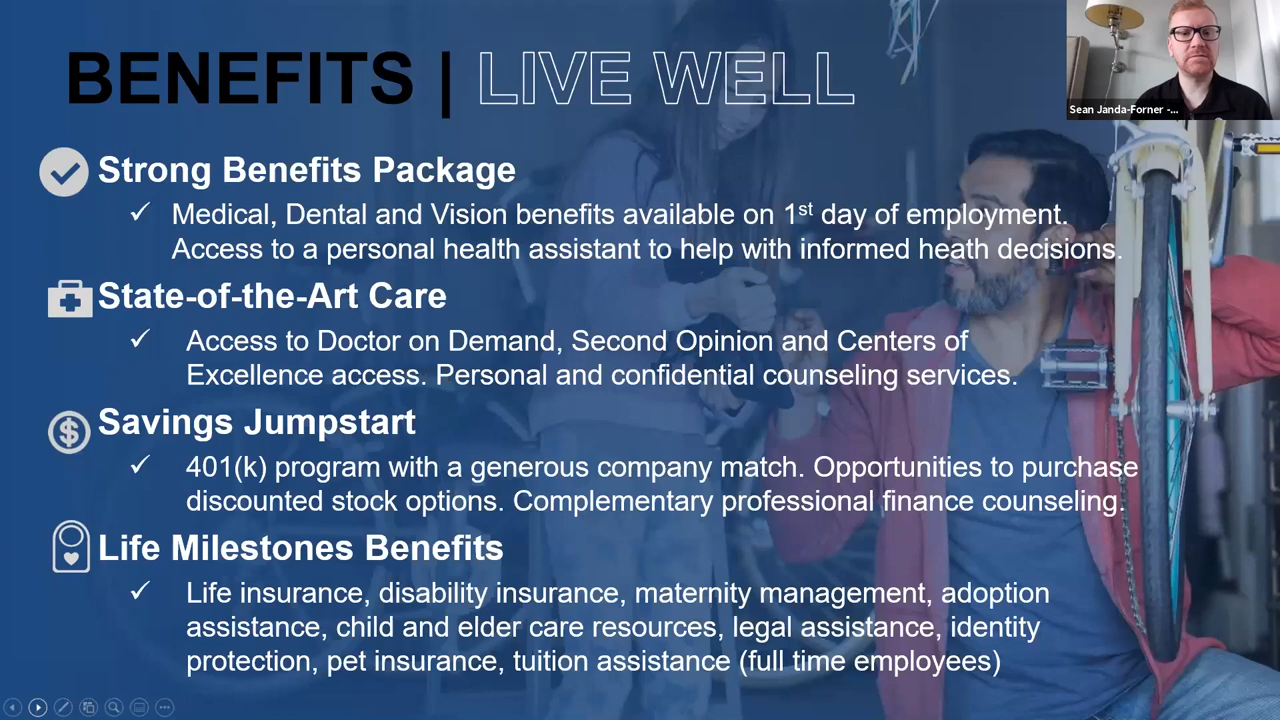 BENEFITS | LIVE WELL
Sean Janda-Forner -...
Strong Benefits Package
✓ Medical, Dental and Vision benefits available on 1st day of employment.
Access to a personal health assistant to help with informed heath decisions.
State-of-the-Art Care
✓ Access to Doctor on Demand, Second Opinion and Centers of
Excellence access. Personal and confidential counseling services.
Savings Jumpstart
✓ 401(k) program with a generous company match. Opportunities to purchase
discounted stock options. Complementary professional finance counseling.
Life Milestones Benefits
✓ Life insurance, disability insurance, maternity management, adoption
assistance, child and elder care resources, legal assistance, identity
protection, pet insurance, tuition assistance (full time employees)